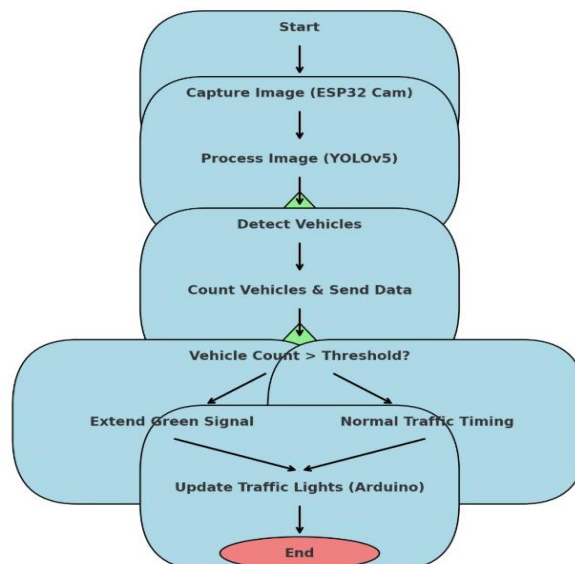 Start
Capture Image (ESP32 Cam)
Process Image (YOLOv5)
Detect Vehicles
Count Vehicles & Send Data
Vehicle Count > Threshold?
Extend Green Signal
Normal Traffic Timing
Update Traffic Lights (Arduino)
End